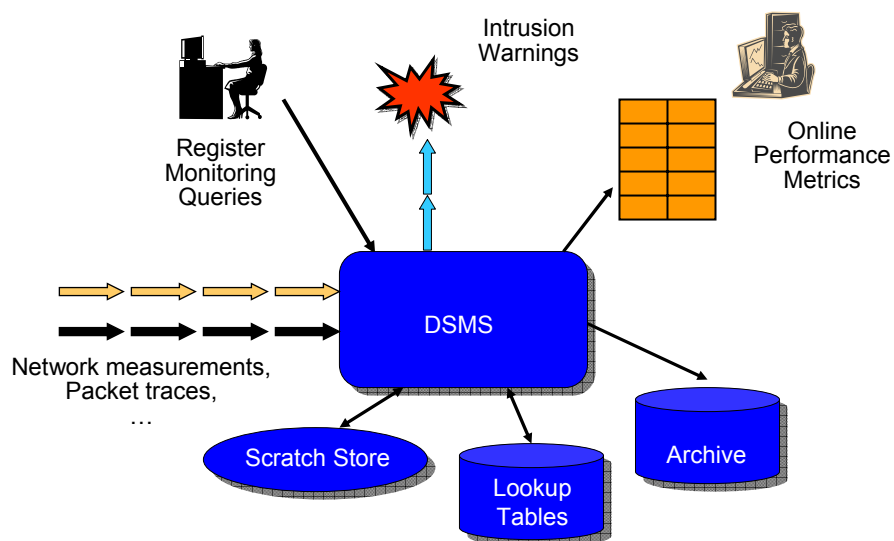 Intrusion
Warnings
Register
Monitoring
Queries
Online
Performance
Metrics
DSMS
Network measurements,
Packet traces,
…
Scratch Store
Lookup
Tables
Archive